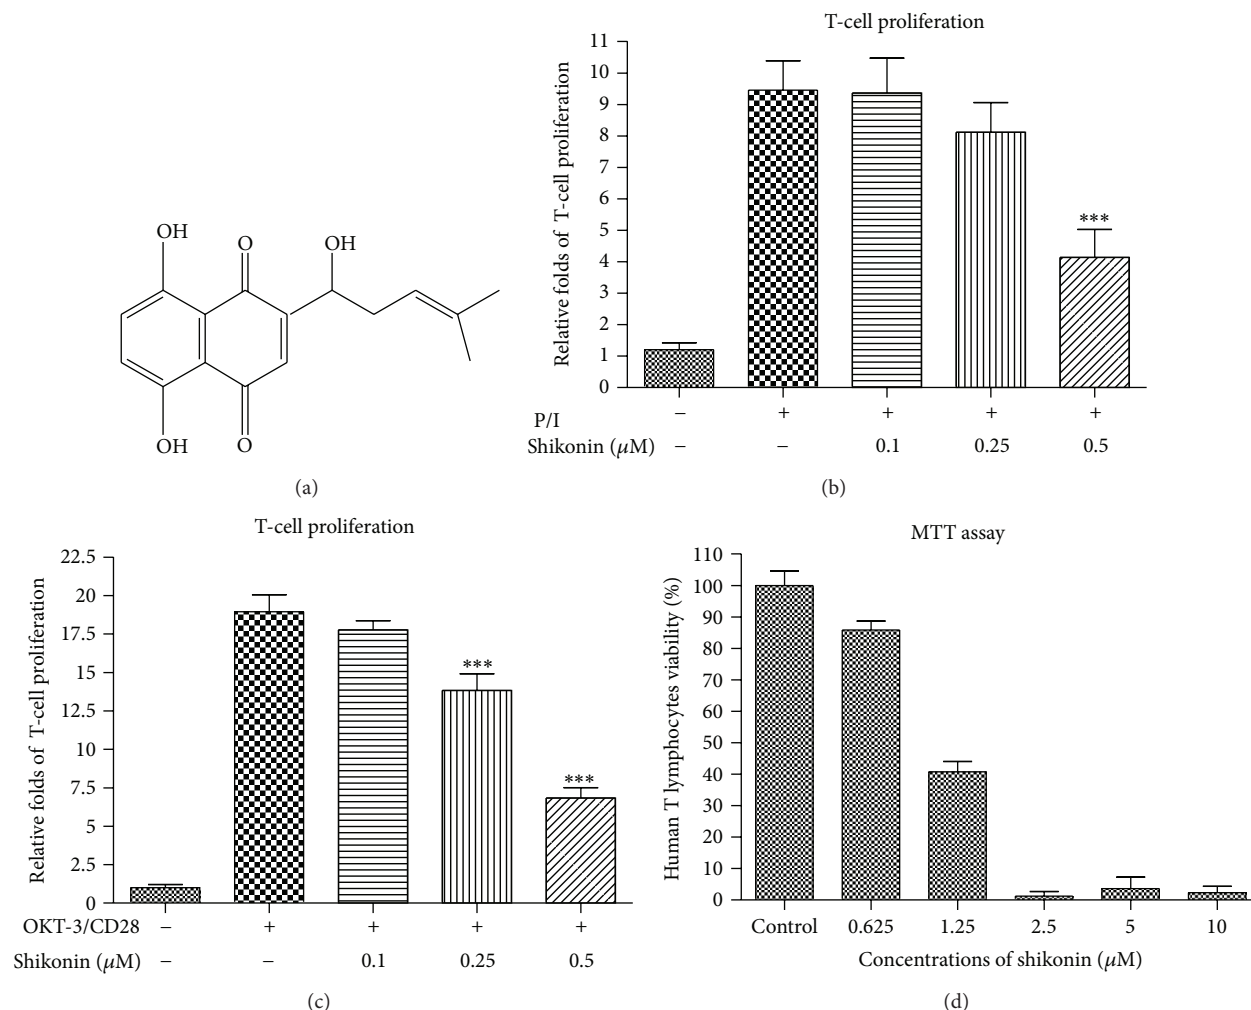 OH
O
OH
OH
O
(a)
T-cell proliferation
Relative folds of T-cell proliferation
11
10
9
8
7
6
5
4
3
2
1
0
***
P/I − + + + +
Shikonin (μM) − − 0.1 0.25 0.5
(b)
T-cell proliferation
Relative folds of T-cell proliferation
22.5
20
17.5
15
12.5
10
7.5
5
2.5
0
***
***
OKT-3/CD28 − + + + +
Shikonin (μM) − − 0.1 0.25 0.5
(c)
MTT assay
Human T lymphocytes viability (%)
110
100
90
80
70
60
50
40
30
20
10
0
Control 0.625 1.25 2.5 5 10
Concentrations of shikonin (μM)
(d)